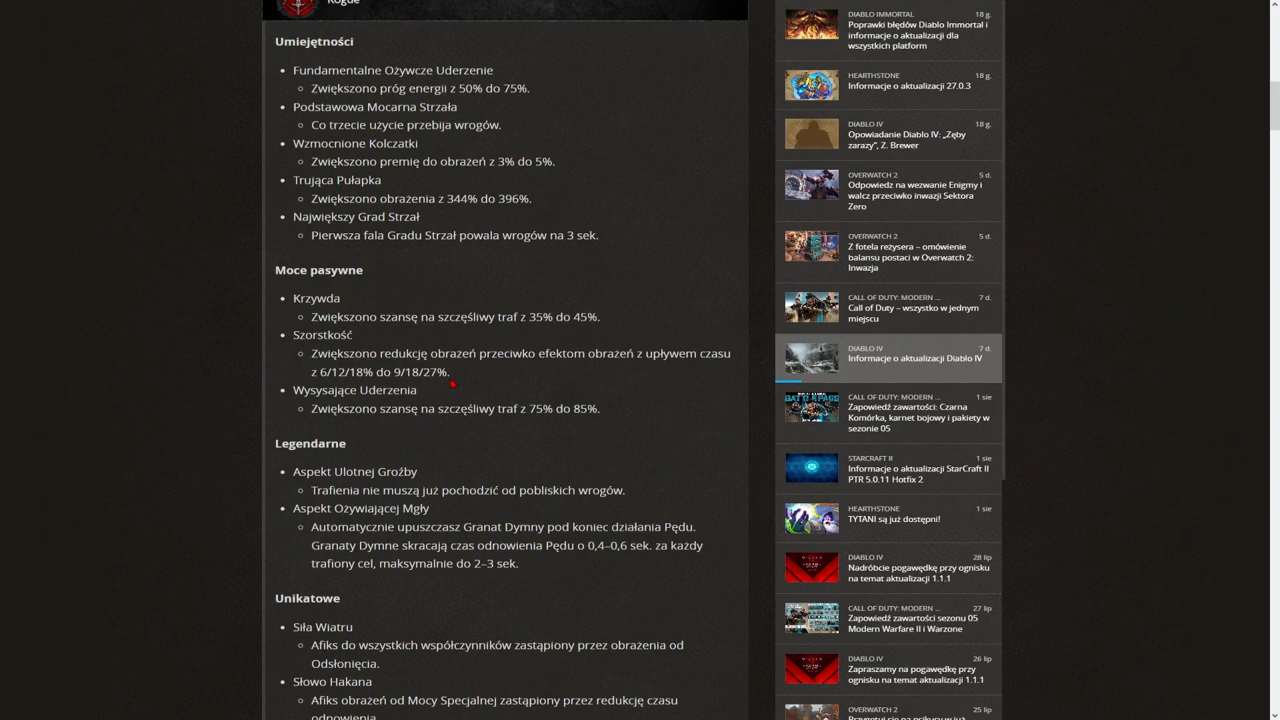 Rogue
Umiejętności
Fundamentalne Ożywcze Uderzenie
Zwiększono próg energii z 50% do 75%.
Podstawowa Mocarna Strzała
Co trzecie użycie przebija wrogów.
Wzmocnione Kolczatki
Zwiększono premię do obrażeń z 3% do 5%.
Trująca Pułapka
Zwiększono obrażenia z 344% do 396%.
Największy Grad Strzał
Pierwsza fala Gradu Strzał powala wrogów na 3 sek.
Moce pasywne
Krzywda
Zwiększono szansę na szczęśliwy traf z 35% do 45%.
Szorstkość
Zwiększono redukcję obrażeń przeciwko efektom obrażeń z upływem czasu
z 6/12/18% do 9/18/27%.
Wysysające Uderzenia
Zwiększono szansę na szczęśliwy traf z 75% do 85%.
Legendarne
Aspekt Ulotnej Groźby
Trafienia nie muszą już pochodzić od pobliskich wrogów.
Aspekt Ożywiającej Mgły
Automatycznie upuszczasz Granat Dymny pod koniec działania Pędu.
Granaty Dymne skracają czas odnowienia Pędu o 0,4–0,6 sek. za każdy
trafiony cel, maksymalnie do 2–3 sek.
Unikatowe
Siła Wiatru
Afiks do wszystkich współczynników zastąpiony przez obrażenia od
Odsłonięcia.
Słowo Hakana
Afiks obrażeń od Mocy Specjalnej zastąpiony przez redukcję czasu
odnowienia.
DIABLO IMMORTAL 18 g.
Poprawki błędów Diablo Immortal i
informacje o aktualizacji dla
wszystkich platform
HEARTHSTONE 18 g.
Informacje o aktualizacji 27.0.3
DIABLO IV 18 g.
Opowiadanie Diablo IV: „Zęby
zarazy”, Z. Brewer
OVERWATCH 2 5 d.
Odpowiedz na wezwanie Enigmy i
walcz przeciwko inwazji Sektora
Zero
OVERWATCH 2 5 d.
Z fotela reżysera – omówienie
balansu postaci w Overwatch 2:
Inwazja
CALL OF DUTY: MODERN ... 7 d.
Call of Duty – wszystko w jednym
miejscu
DIABLO IV 7 d.
Informacje o aktualizacji Diablo IV
CALL OF DUTY: MODERN ... 1 sie
Zapowiedź zawartości: Czarna
Komórka, karnet bojowy i pakiety w
sezonie 05
STARCRAFT II 1 sie
Informacje o aktualizacji StarCraft II
PTR 5.0.11 Hotfix 2
HEARTHSTONE 1 sie
TYTANI są już dostępni!
DIABLO IV 28 lip
Nadróbcie pogawędkę przy ognisku
na temat aktualizacji 1.1.1
CALL OF DUTY: MODERN ... 27 lip
Zapowiedź zawartości sezonu 05
Modern Warfare II i Warzone
DIABLO IV 26 lip
Zapraszamy na pogawędkę przy
ognisku na temat aktualizacji 1.1.1
OVERWATCH 2 25 lip